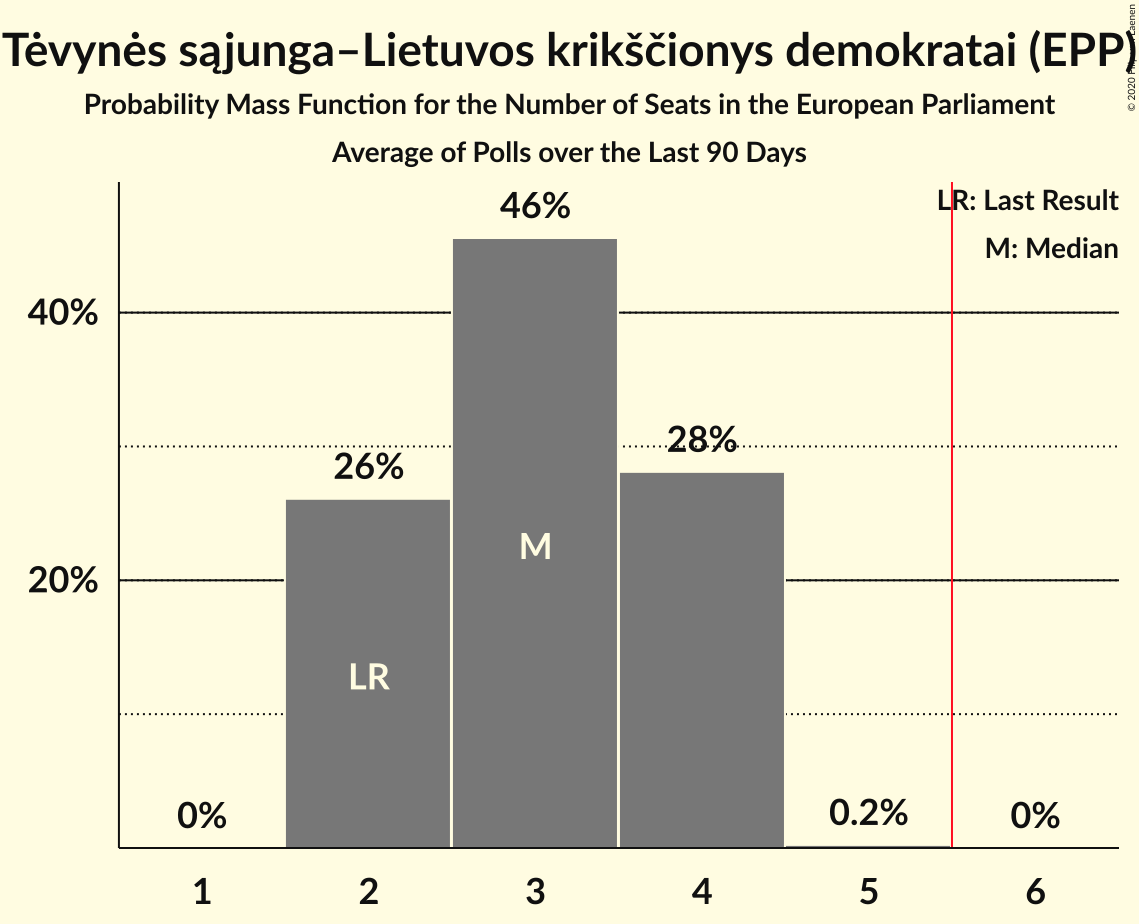 Tėvynės sąjunga–Lietuvos krikščionys demokratai (EPP)
Probability Mass Function for the Number of Seats in the European Parliament
Average of Polls over the Last 90 Days
© 2020 Laenen
LR: Last Result
M: Median
46%
40%
28%
26%
M
20%
LR
0%
0.2%
0%
1 2 3 4 5 6